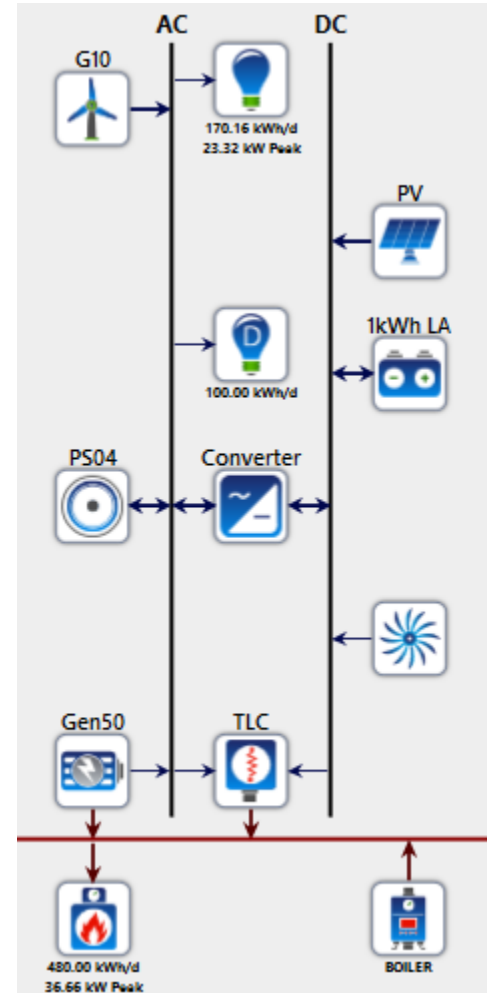 AC
DC
G10
170.16 kWh/d
23.32 kW Peak
PV
1kWh LA
D
100.00 kWh/d
PS04
Converter
Gen50
TLC
480.00 kWh/d
36.66 kW Peak
BOILER